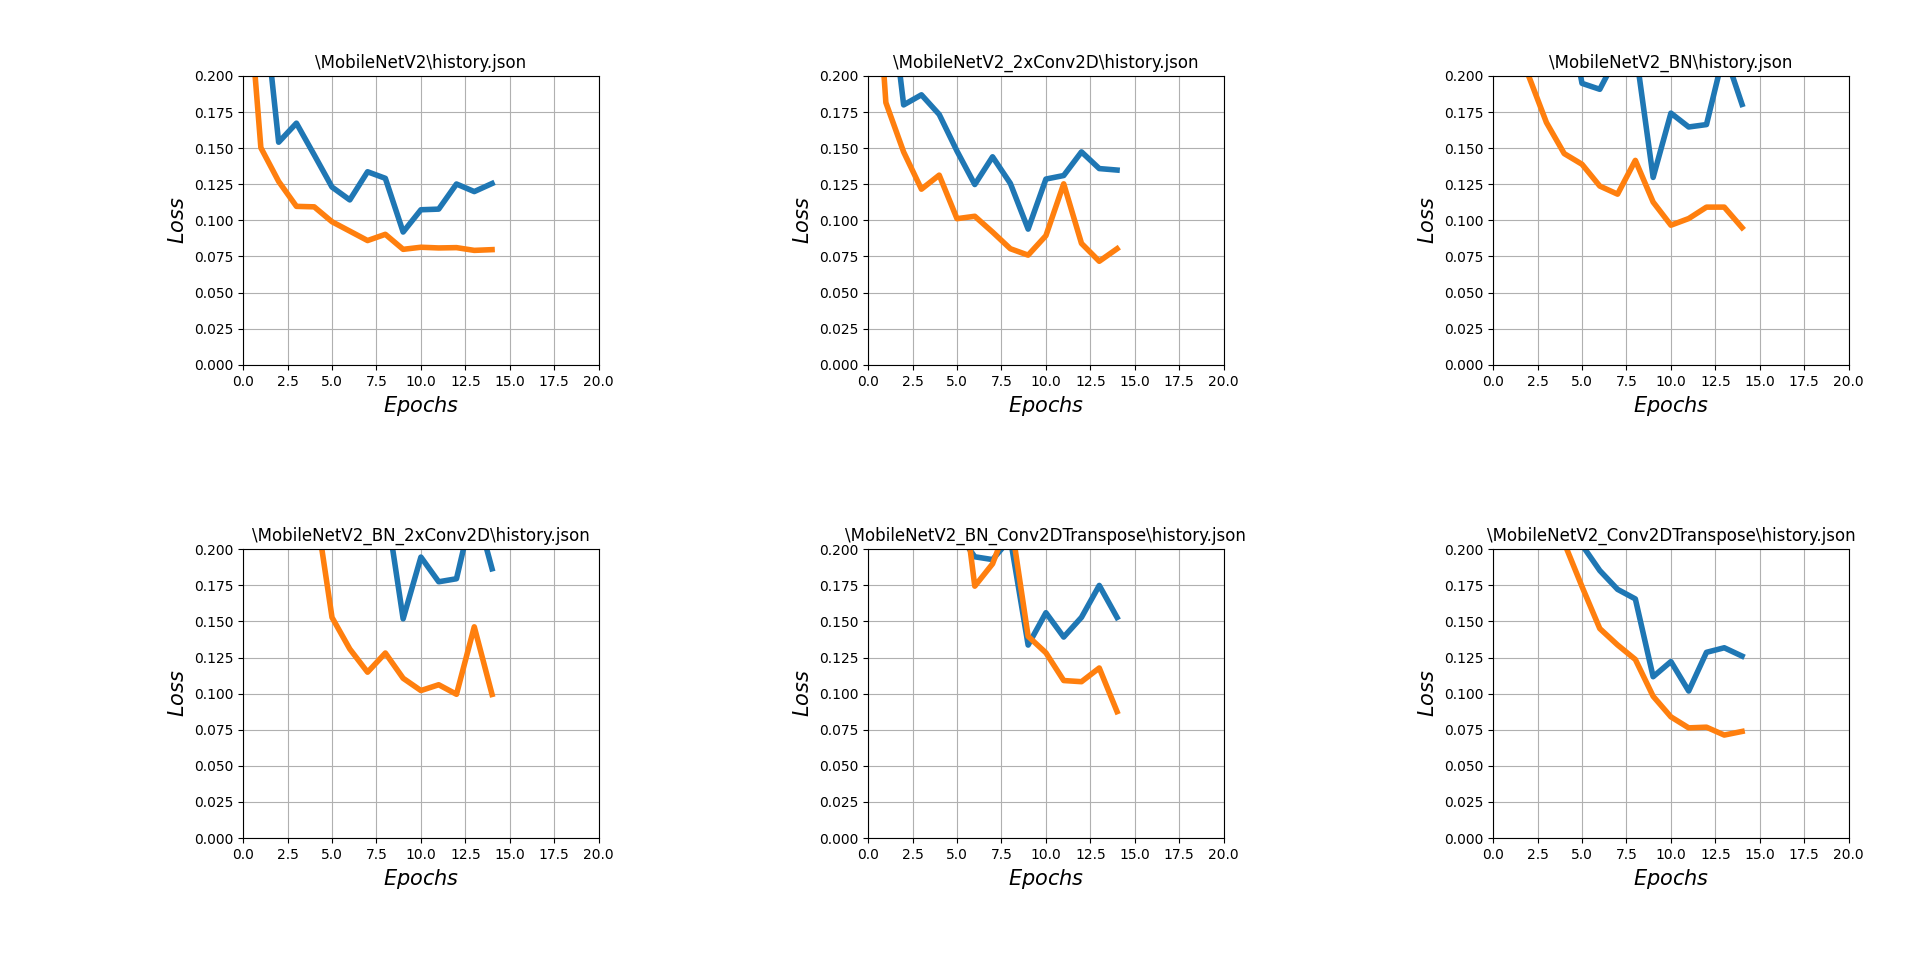 \MobileNetV2\history.json
0.200
0.175
0.150
0.125
0.100
0.075
0.050
0.025
0.000
Loss
0.0 2.5 5.0 7.5 10.0 12.5 15.0 17.5 20.0
Epochs
\MobileNetV2_2xConv2D\history.json
0.200
0.175
0.150
0.125
0.100
0.075
0.050
0.025
0.000
Loss
0.0 2.5 5.0 7.5 10.0 12.5 15.0 17.5 20.0
Epochs
\MobileNetV2_BN\history.json
0.200
0.175
0.150
0.125
0.100
0.075
0.050
0.025
0.000
Loss
0.0 2.5 5.0 7.5 10.0 12.5 15.0 17.5 20.0
Epochs
\MobileNetV2_BN_2xConv2D\history.json
0.200
0.175
0.150
0.125
0.100
0.075
0.050
0.025
0.000
Loss
0.0 2.5 5.0 7.5 10.0 12.5 15.0 17.5 20.0
Epochs
\MobileNetV2_BN_Conv2DTranspose\history.json
0.200
0.175
0.150
0.125
0.100
0.075
0.050
0.025
0.000
Loss
0.0 2.5 5.0 7.5 10.0 12.5 15.0 17.5 20.0
Epochs
\MobileNetV2_Conv2DTranspose\history.json
0.200
0.175
0.150
0.125
0.100
0.075
0.050
0.025
0.000
Loss
0.0 2.5 5.0 7.5 10.0 12.5 15.0 17.5 20.0
Epochs